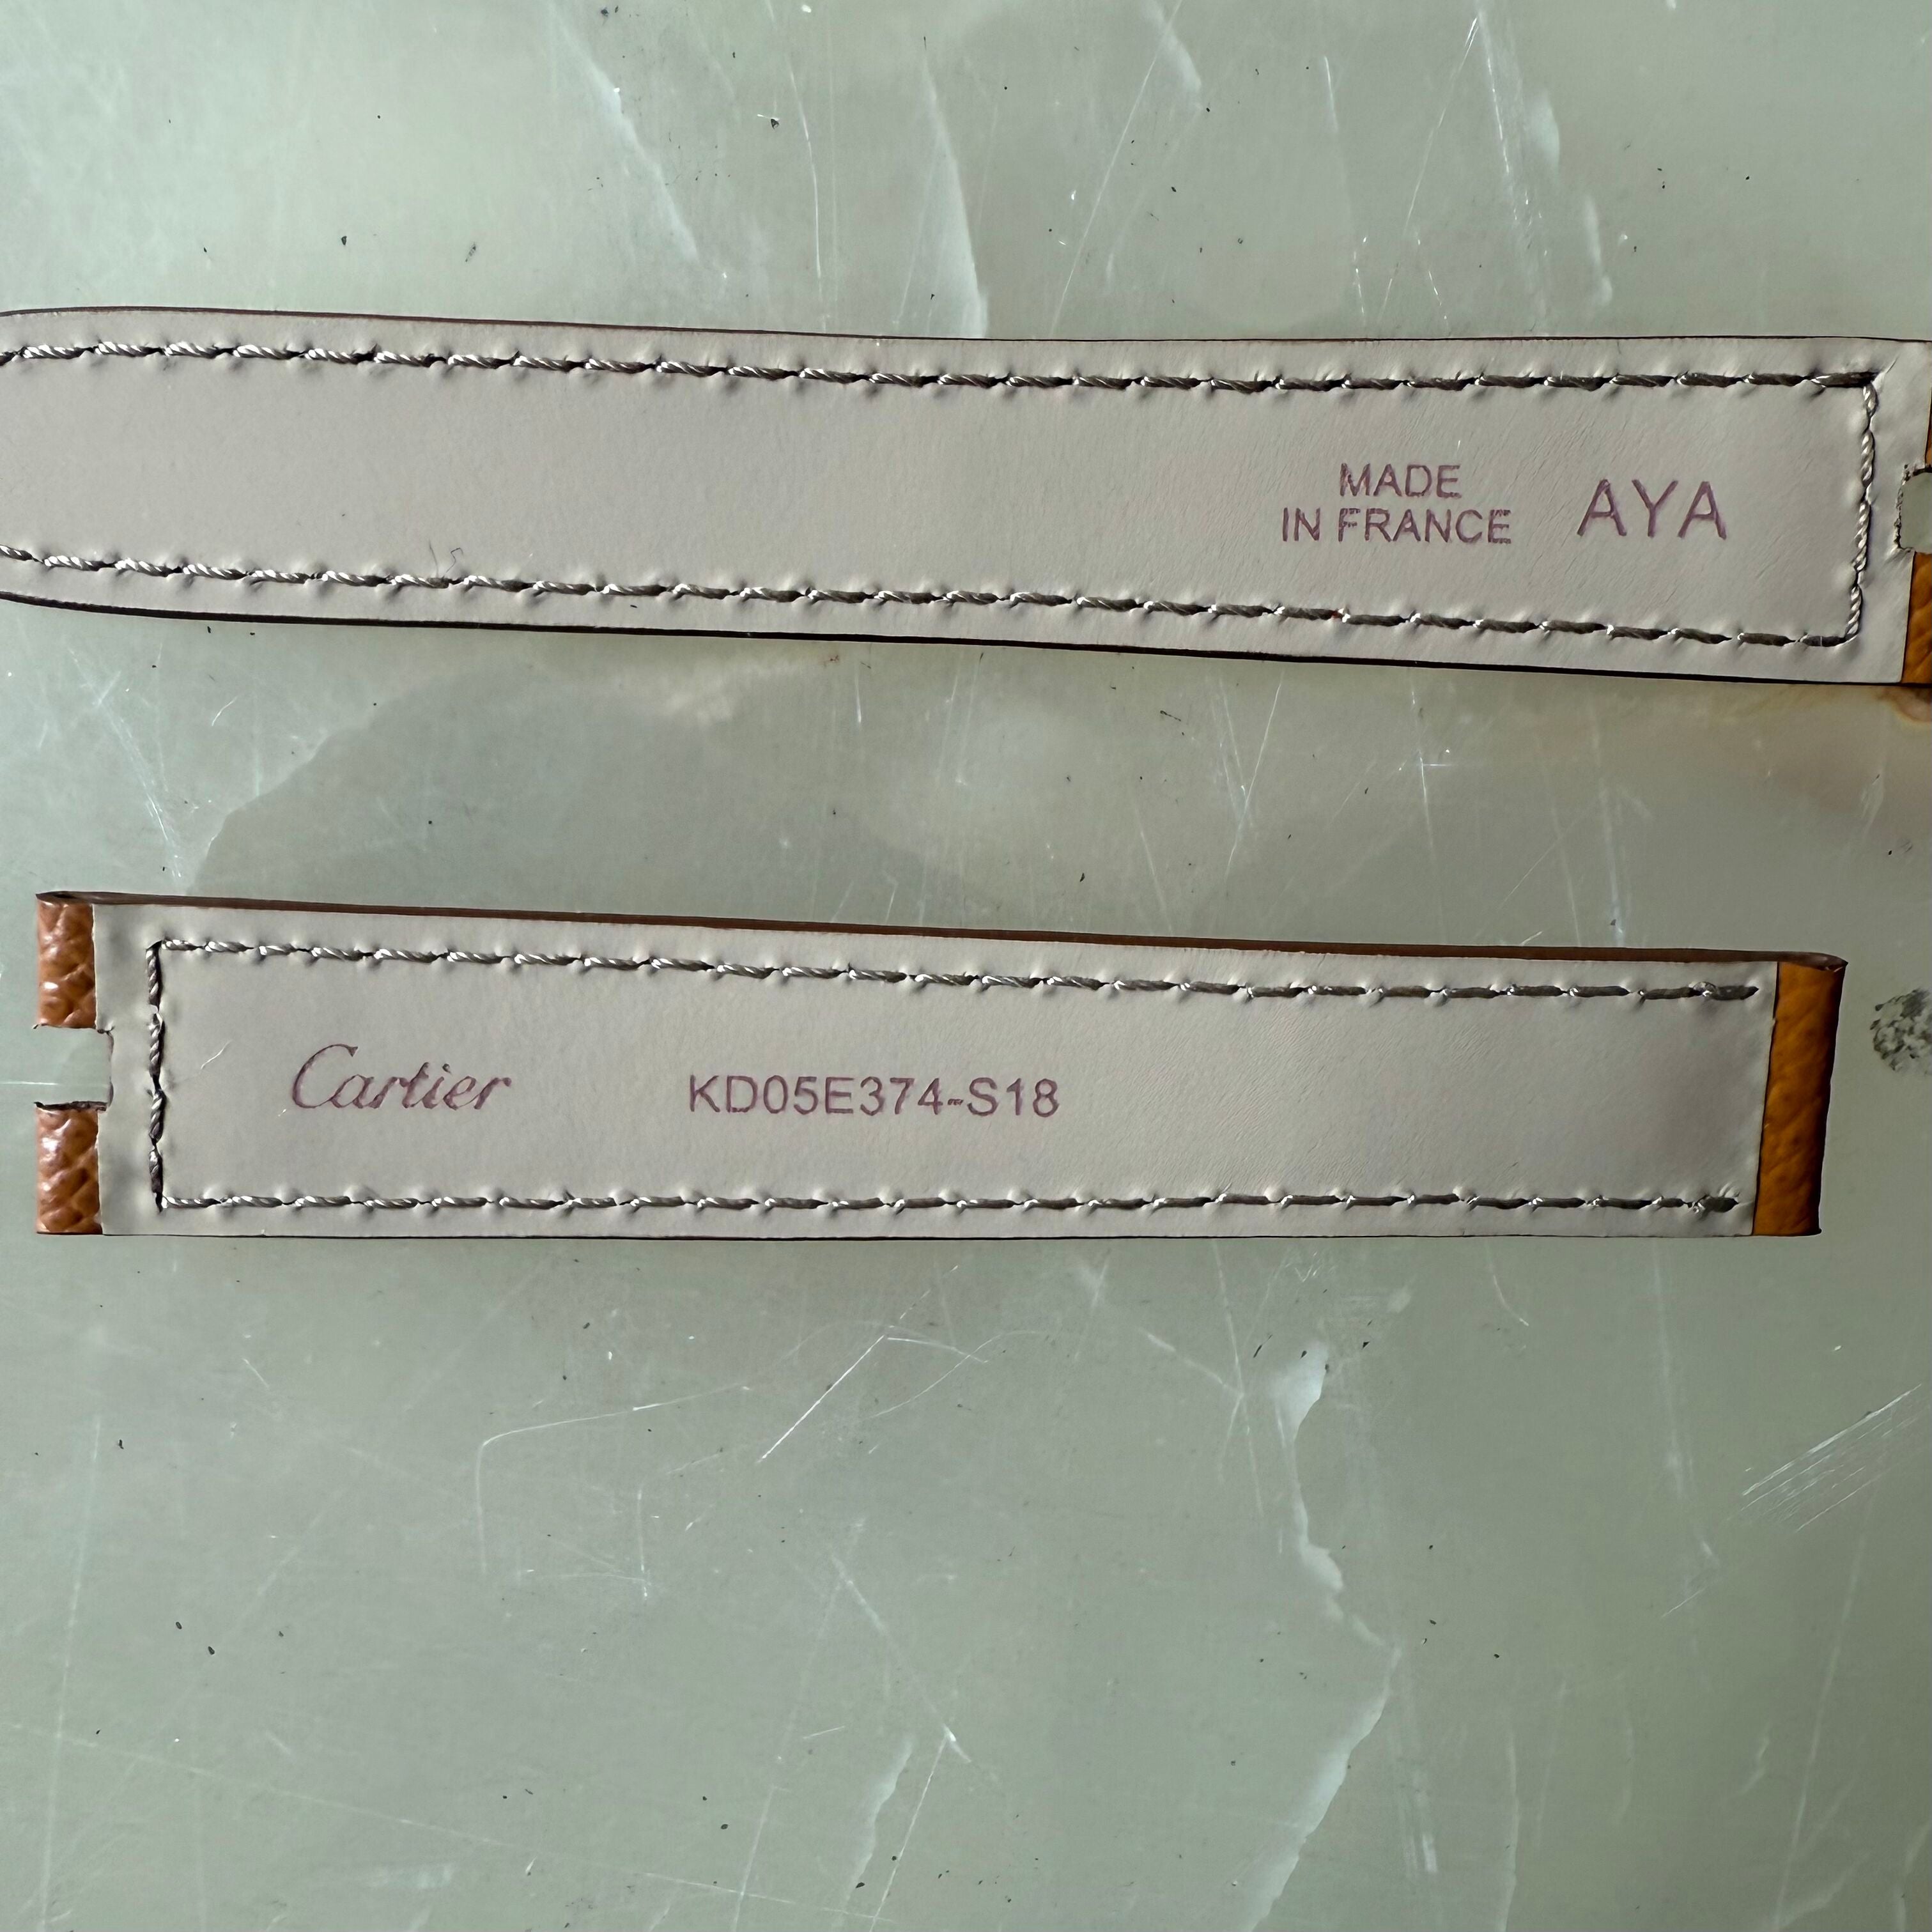 MADE
IN FRANCE
AYA
Cartier
KD05E374-S18